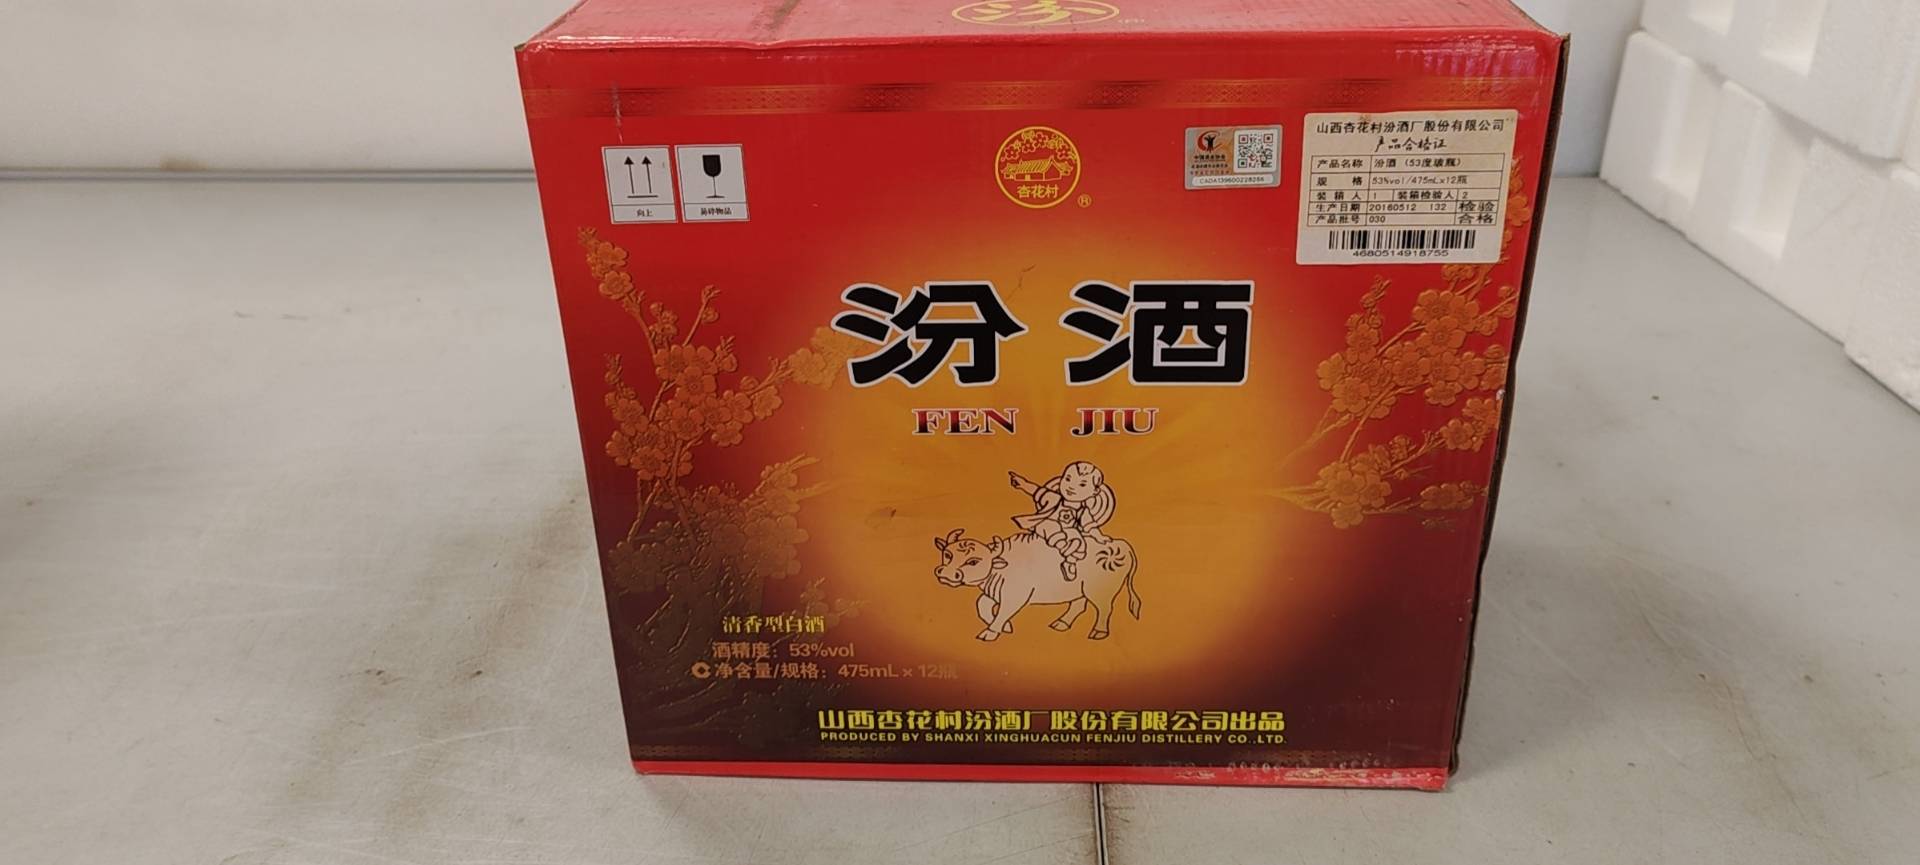 汾
向上
易碎物品
杏花村
®
CADA139600228266
山西杏花村汾酒厂股份有限公司
产品合格证
产品名称 汾酒 (53度玻瓶)
规 格 53%vol/475mL×12瓶
装箱人 1 装箱检验人 2
生产日期 20160512 132 检验
产品批号 030 合格
4680514918755
汾酒
FEN JIU
清香型白酒
酒精度: 53%vol
净含量/规格: 475mL×12瓶
山西杏花村汾酒厂股份有限公司出品
PRODUCED BY SHANXI XINGHUACUN FENJIU DISTILLERY CO.,LTD.